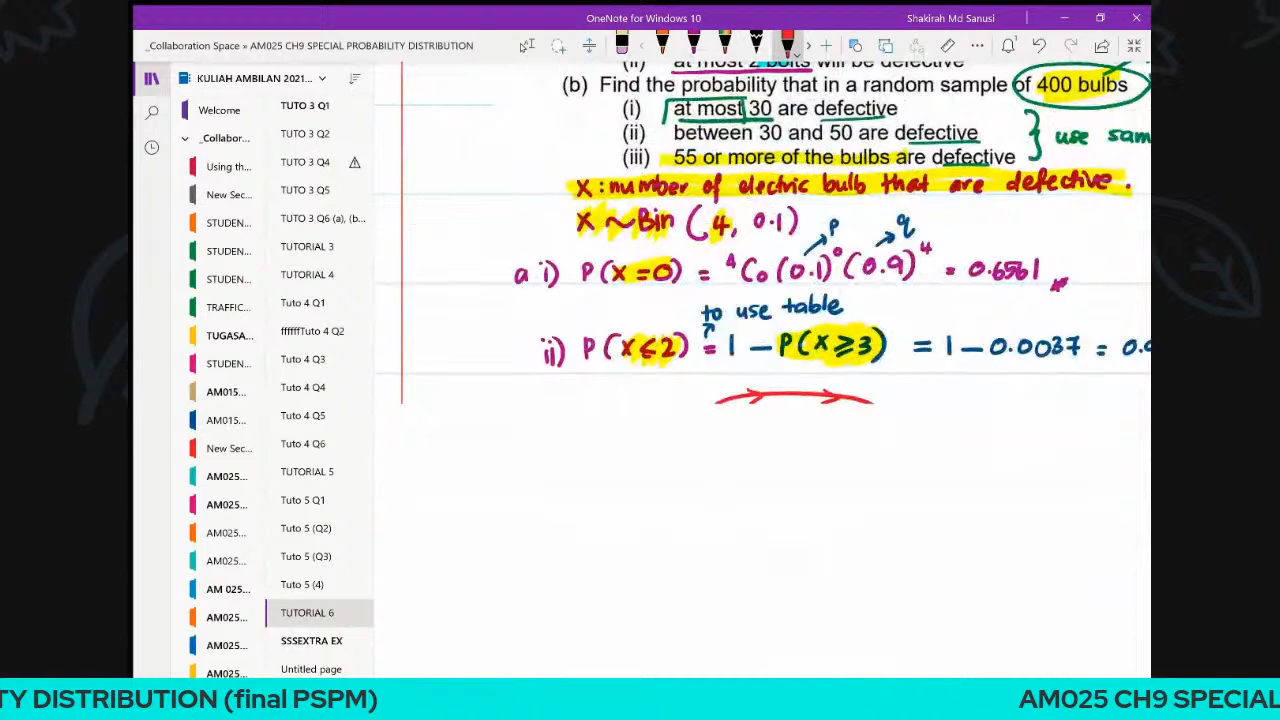 OneNote for Windows 10
Shakirah Md Sanusi
_Collaboration Space » AM025 CH9 SPECIAL PROBABILITY DISTRIBUTION
KULIAH AMBILAN 2021...
Welcome
_Collabor...
Using th...
New Sec...
STUDEN...
STUDEN...
STUDEN...
TRAFFIC...
TUGASA...
STUDEN...
AM015...
AM015...
New Sec...
AM025...
AM025...
AM025...
AM025...
AM 025...
AM025...
AM025...
AM025...
TUTO 3 Q1
TUTO 3 Q2
TUTO 3 Q4
TUTO 3 Q5
TUTO 3 Q6 (a), (b...
TUTORIAL 3
TUTORIAL 4
Tuto 4 Q1
ffffffTuto 4 Q2
Tuto 4 Q3
Tuto 4 Q4
Tuto 4 Q5
Tuto 4 Q6
TUTORIAL 5
Tuto 5 Q1
Tuto 5 (Q2)
Tuto 5 (Q3)
Tuto 5 (4)
TUTORIAL 6
SSSEXTRA EX
Untitled page
(ii) at most 2 bolts will be defective
(b) Find the probability that in a random sample of 400 bulbs
(i) at most 30 are defective
(ii) between 30 and 50 are defective
(iii) 55 or more of the bulbs are defective
use sam
X : number of electric bulb that are defective.
X ~ Bin (4, 0.1)
p q
a i) P(X=0) = ⁴C₀ (0.1)⁰ (0.9)⁴ = 0.6561
to use table
ii) P(X≤2) = 1 - P(X≥3) = 1 - 0.0037 = 0.0
TY DISTRIBUTION (final PSPM)
AM025 CH9 SPECIAL